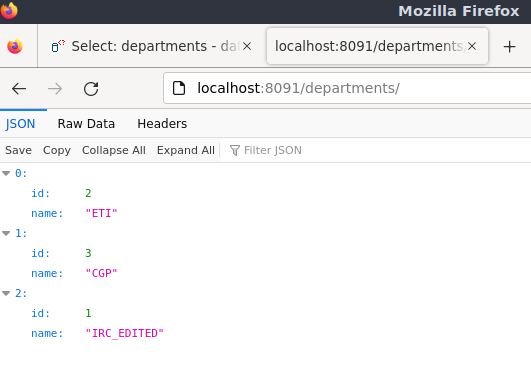 Mozilla Firefox
Select: departments - dat
localhost:8091/departments/
localhost:8091/departments/
JSON Raw Data Headers
Save Copy Collapse All Expand All Filter JSON
0:
id: 2
name: "ETI"
1:
id: 3
name: "CGP"
2:
id: 1
name: "IRC_EDITED"